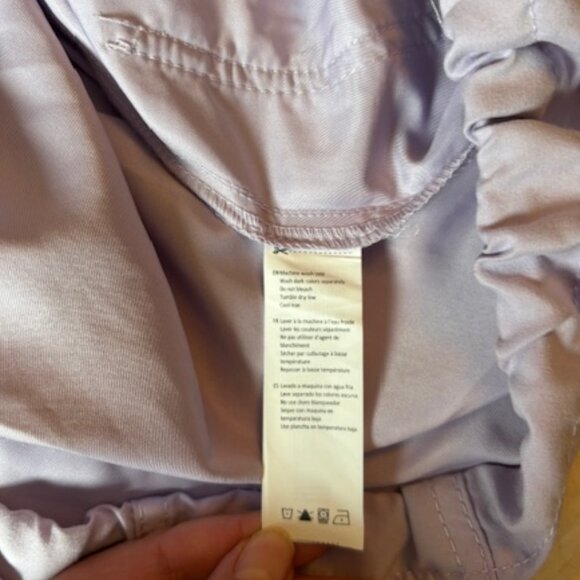 EN Machine wash cold
Wash dark colors separately
Do not bleach
Tumble dry low
Cool iron
FR Laver à la machine à l'eau froide
Laver les couleurs séparément
Ne pas utiliser d'agent de
blanchiment
Sécher par culbutage à basse
température
Repasser à basse température
ES Lavado a maquina con agua fria
Lave separado los colores oscuros
No use cloro blanqueador
Seque con maquina en
temperatura baja
Use plancha en temperatura baja